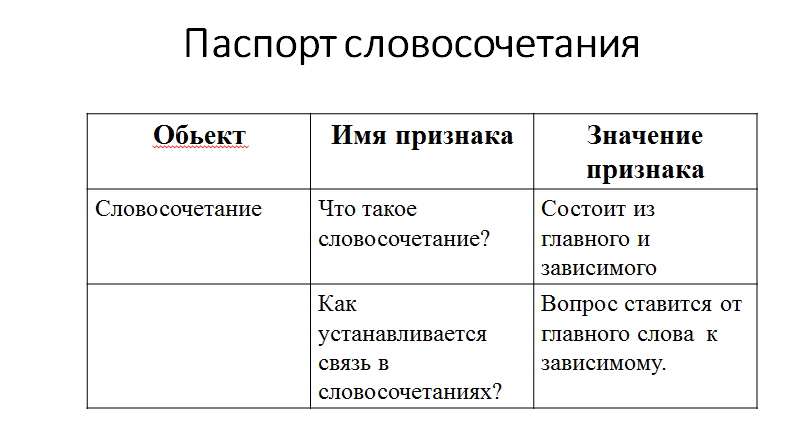 Паспорт словосочетания
Обьект
Имя признака
Значение
признака
Словосочетание
Что такое
словосочетание?
Состоит из
главного и
зависимого
Как
устанавливается
связь в
словосочетаниях?
Вопрос ставится от
главного слова к
зависимому.